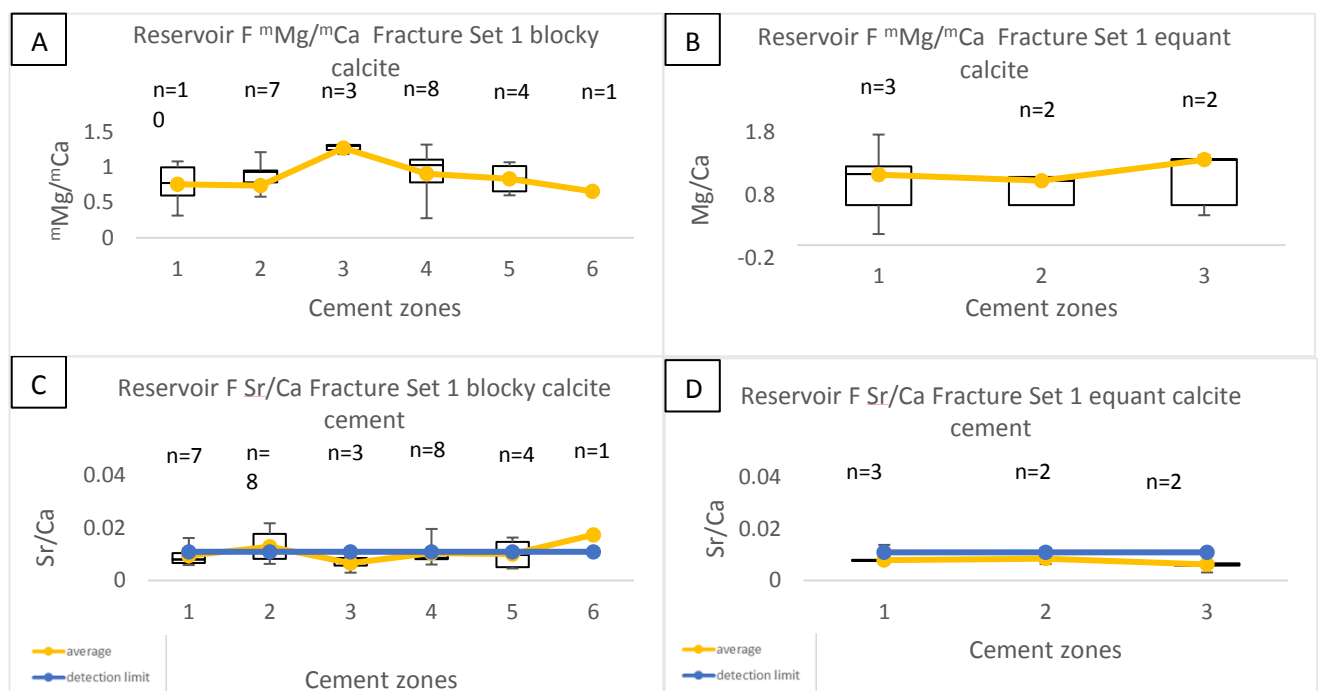 A
Reservoir F ᵐMg/ᵐCa Fracture Set 1 blocky
calcite
n=1
0
n=7
n=3
n=8
n=4
n=1
ᵐMg/ᵐCa
1.5
1
0.5
0
1 2 3 4 5 6
Cement zones
B
Reservoir F ᵐMg/ᵐCa Fracture Set 1 equant
calcite
n=3
n=2
n=2
Mg/Ca
1.8
0.8
-0.2
1 2 3
Cement zones
C
Reservoir F Sr/Ca Fracture Set 1 blocky calcite
cement
n=7
n=
8
n=3
n=8
n=4
n=1
Sr/Ca
0.04
0.02
0
1 2 3 4 5 6
average
detection limit
Cement zones
D
Reservoir F Sr/Ca Fracture Set 1 equant calcite
cement
n=3
n=2
n=2
Sr/Ca
0.04
0.02
0
1 2 3
average
detection limit
Cement zones